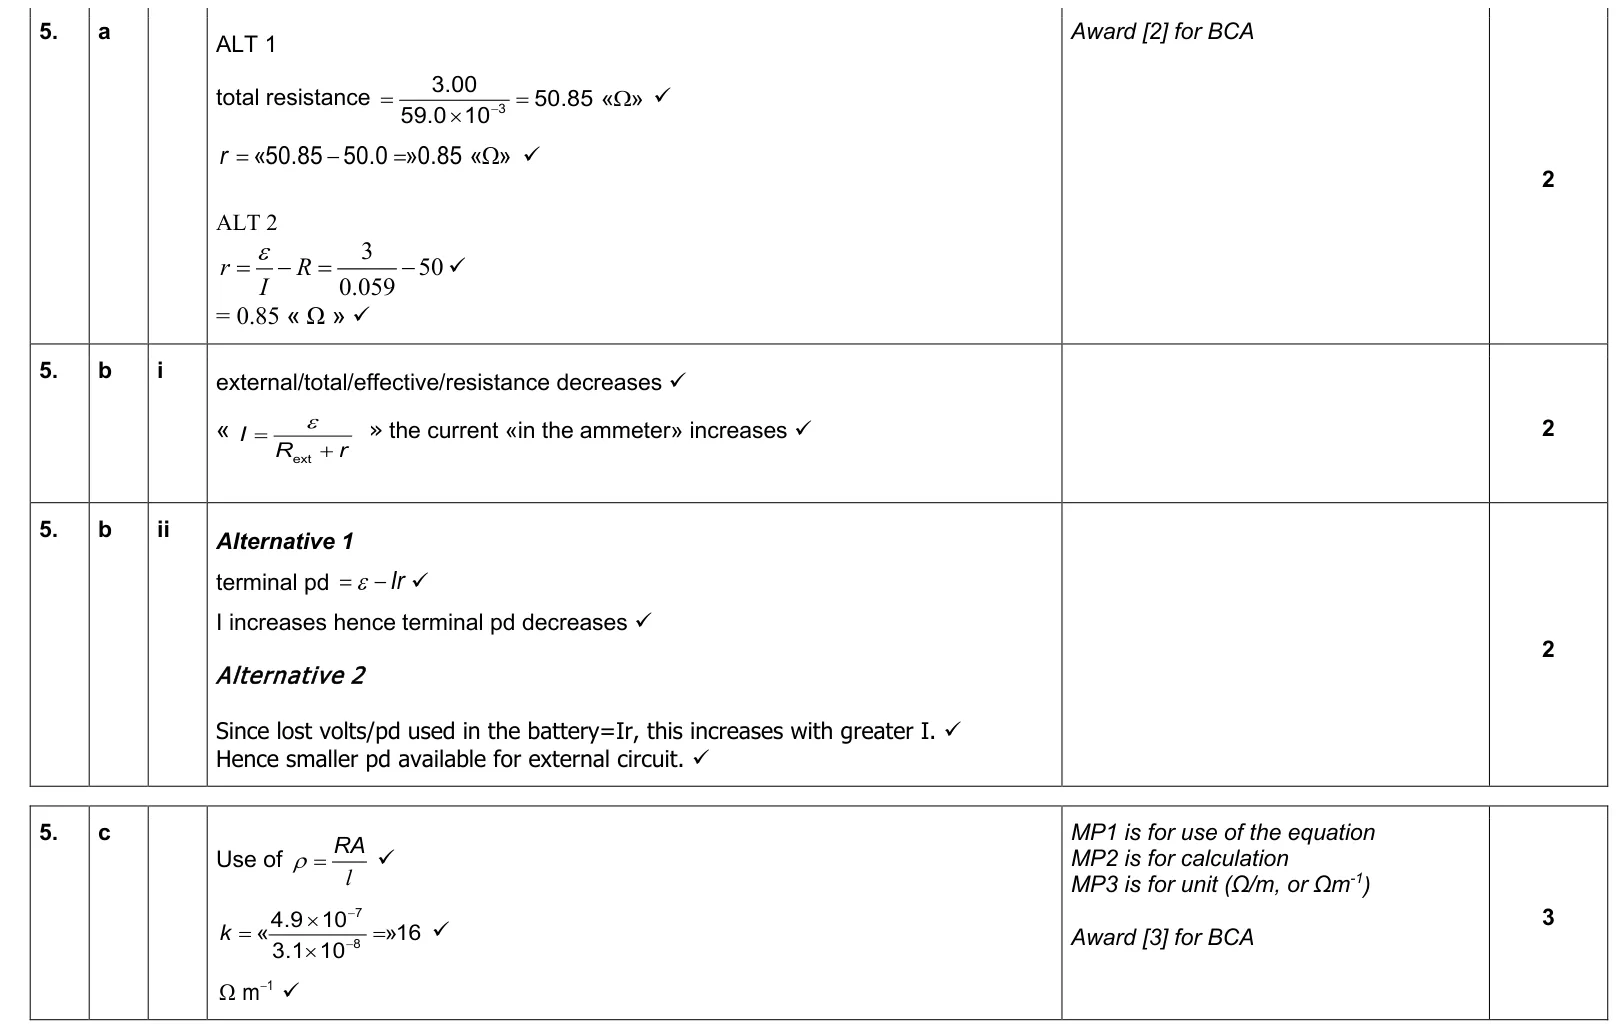 5. a
ALT 1
Award [2] for BCA
total resistance = 3.00 / 59.0×10⁻³ = 50.85 «Ω» ✓
r = «50.85 − 50.0 =»0.85 «Ω» ✓
2
ALT 2
r = ε / I − R = 3 / 0.059 − 50 ✓
= 0.85 « Ω » ✓
5. b i
external/total/effective/resistance decreases ✓
« I = ε / R_ext + r » the current «in the ammeter» increases ✓
2
5. b ii
Alternative 1
terminal pd = ε − Ir ✓
I increases hence terminal pd decreases ✓
2
Alternative 2
Since lost volts/pd used in the battery=Ir, this increases with greater I. ✓
Hence smaller pd available for external circuit. ✓
5. c
Use of ρ = RA / l ✓
k = «4.9×10⁻⁷ / 3.1×10⁻⁸ =»16 ✓
Ω m⁻¹ ✓
MP1 is for use of the equation
MP2 is for calculation
MP3 is for unit (Ω/m, or Ωm⁻¹)
Award [3] for BCA
3